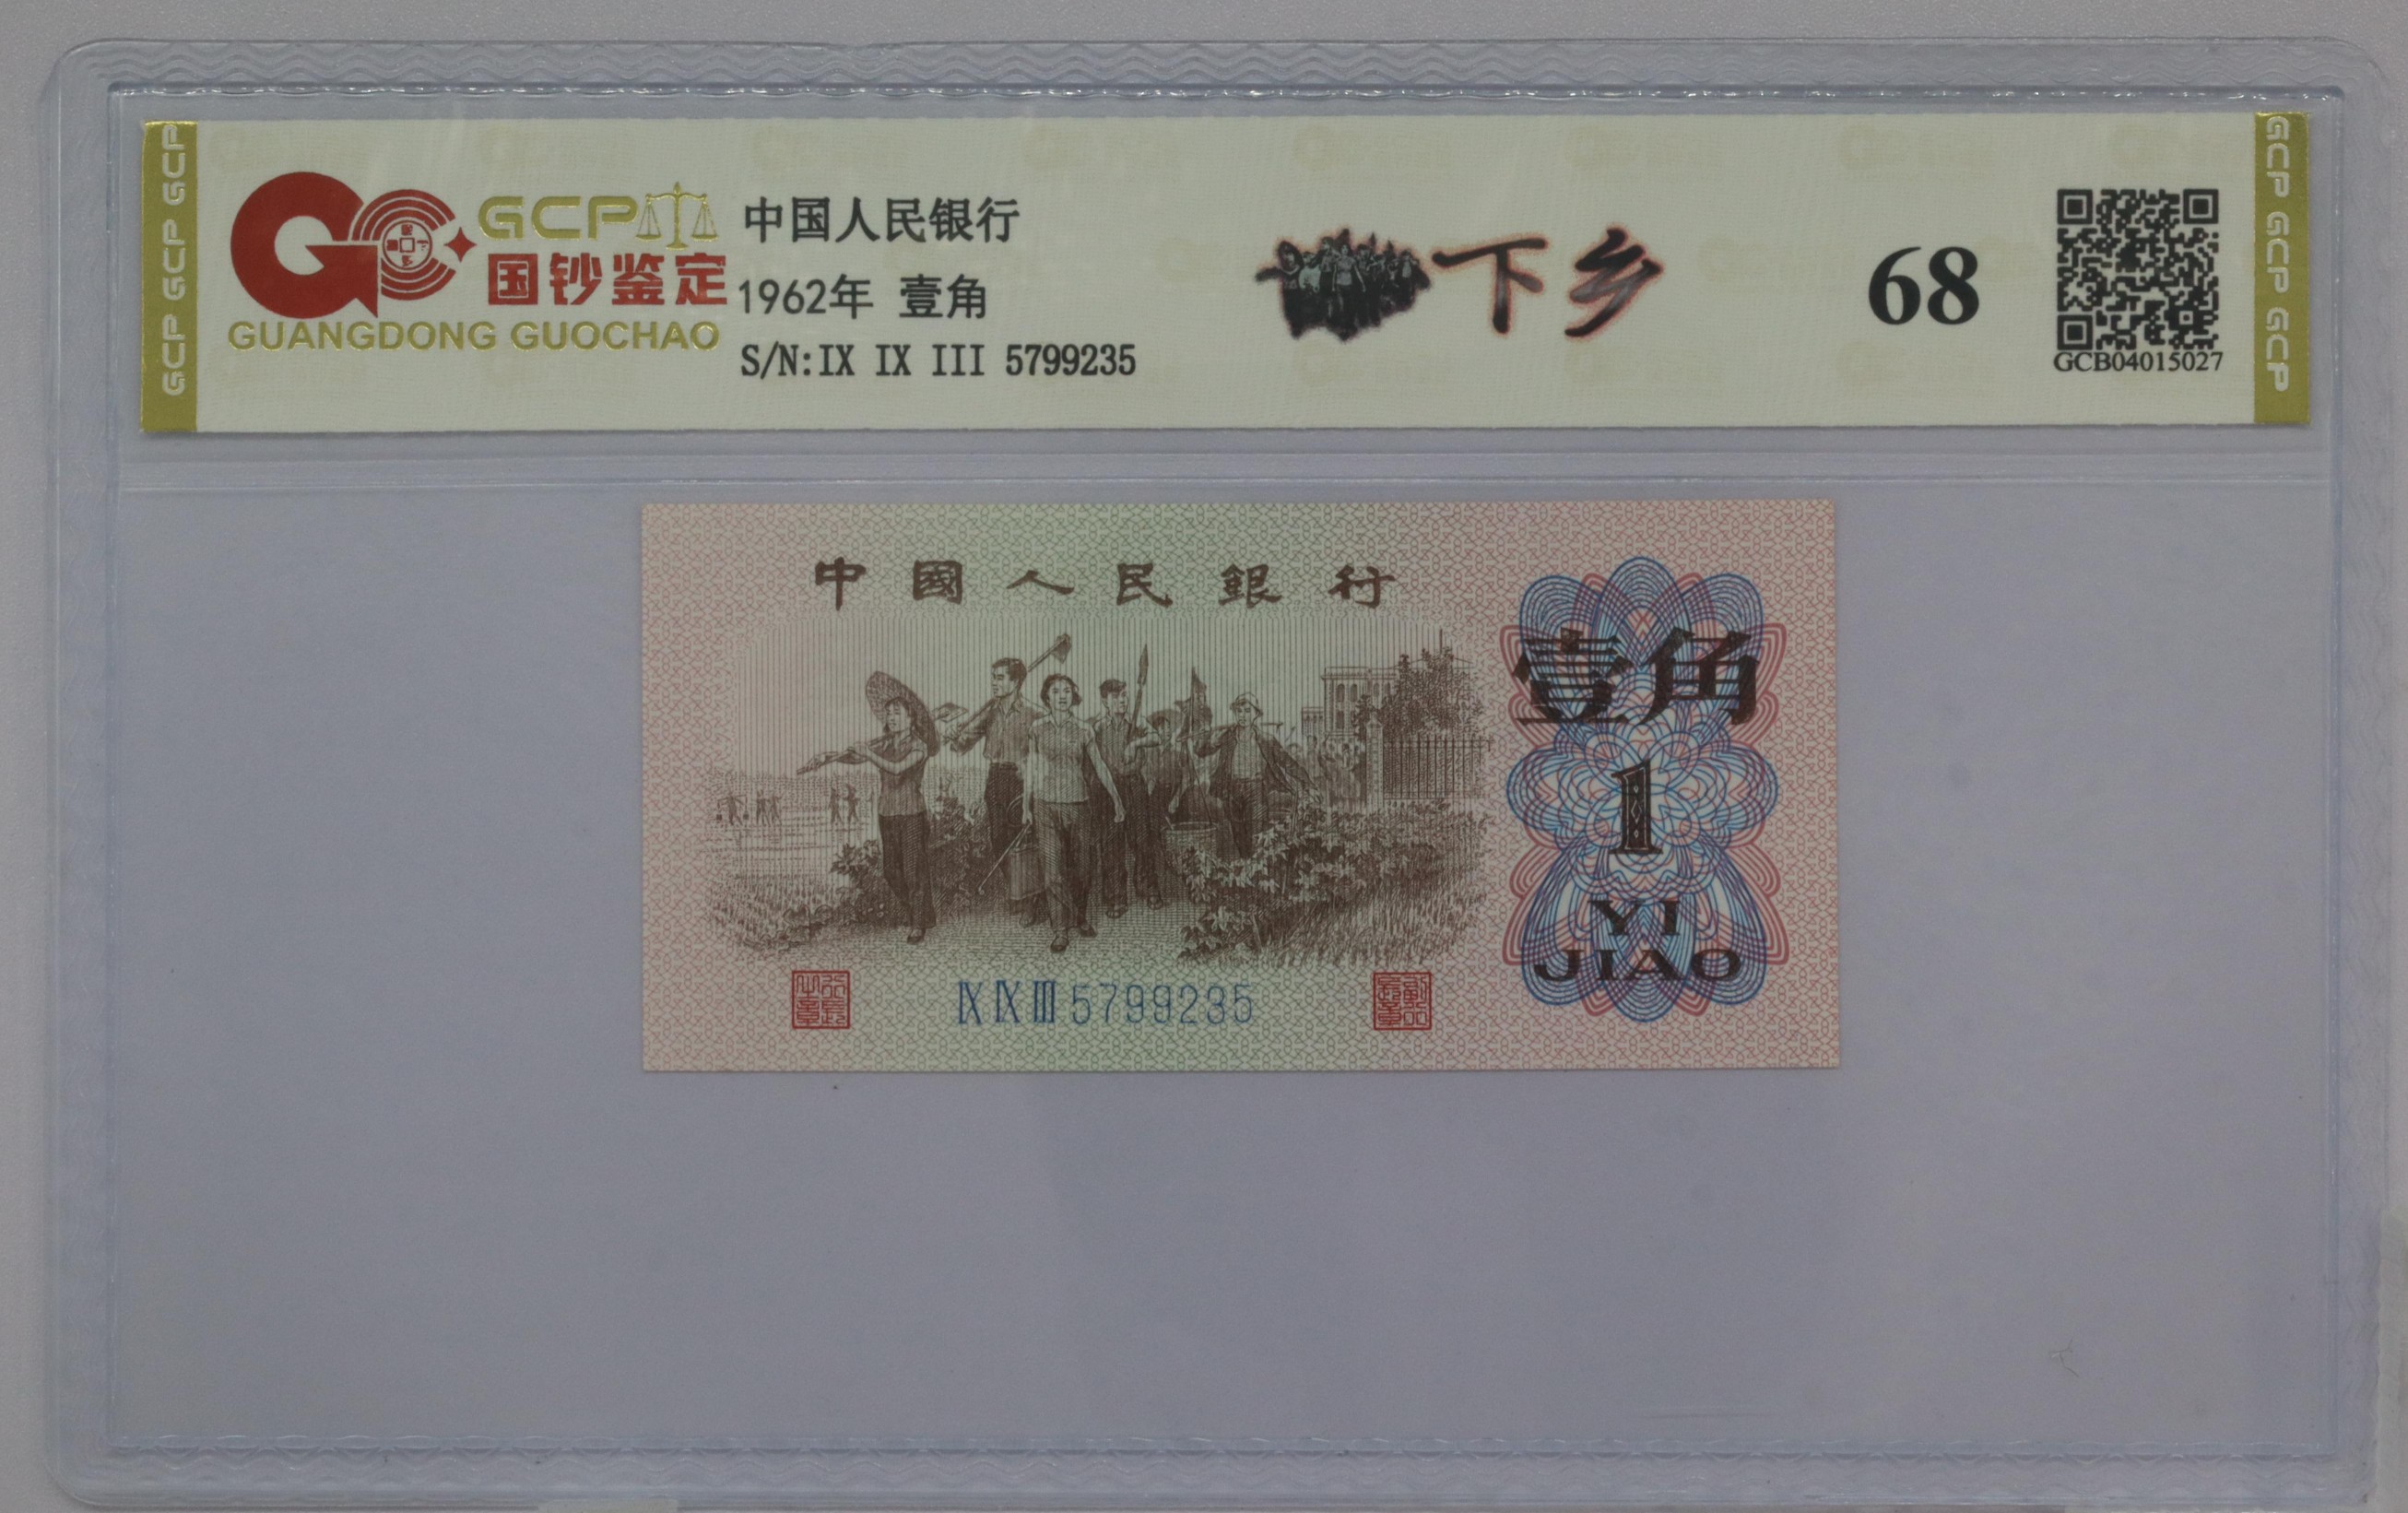 GCP GCP GCP
GCP
国钞鉴定
GUANGDONG GUOCHAO
中国人民银行
1962年 壹角
S/N:IX IX III 5799235
下乡
68
GCB04015027
GCP GCP GCP
中國人民銀行
壹角
1
YI
JIAO
IX IX III 5799235